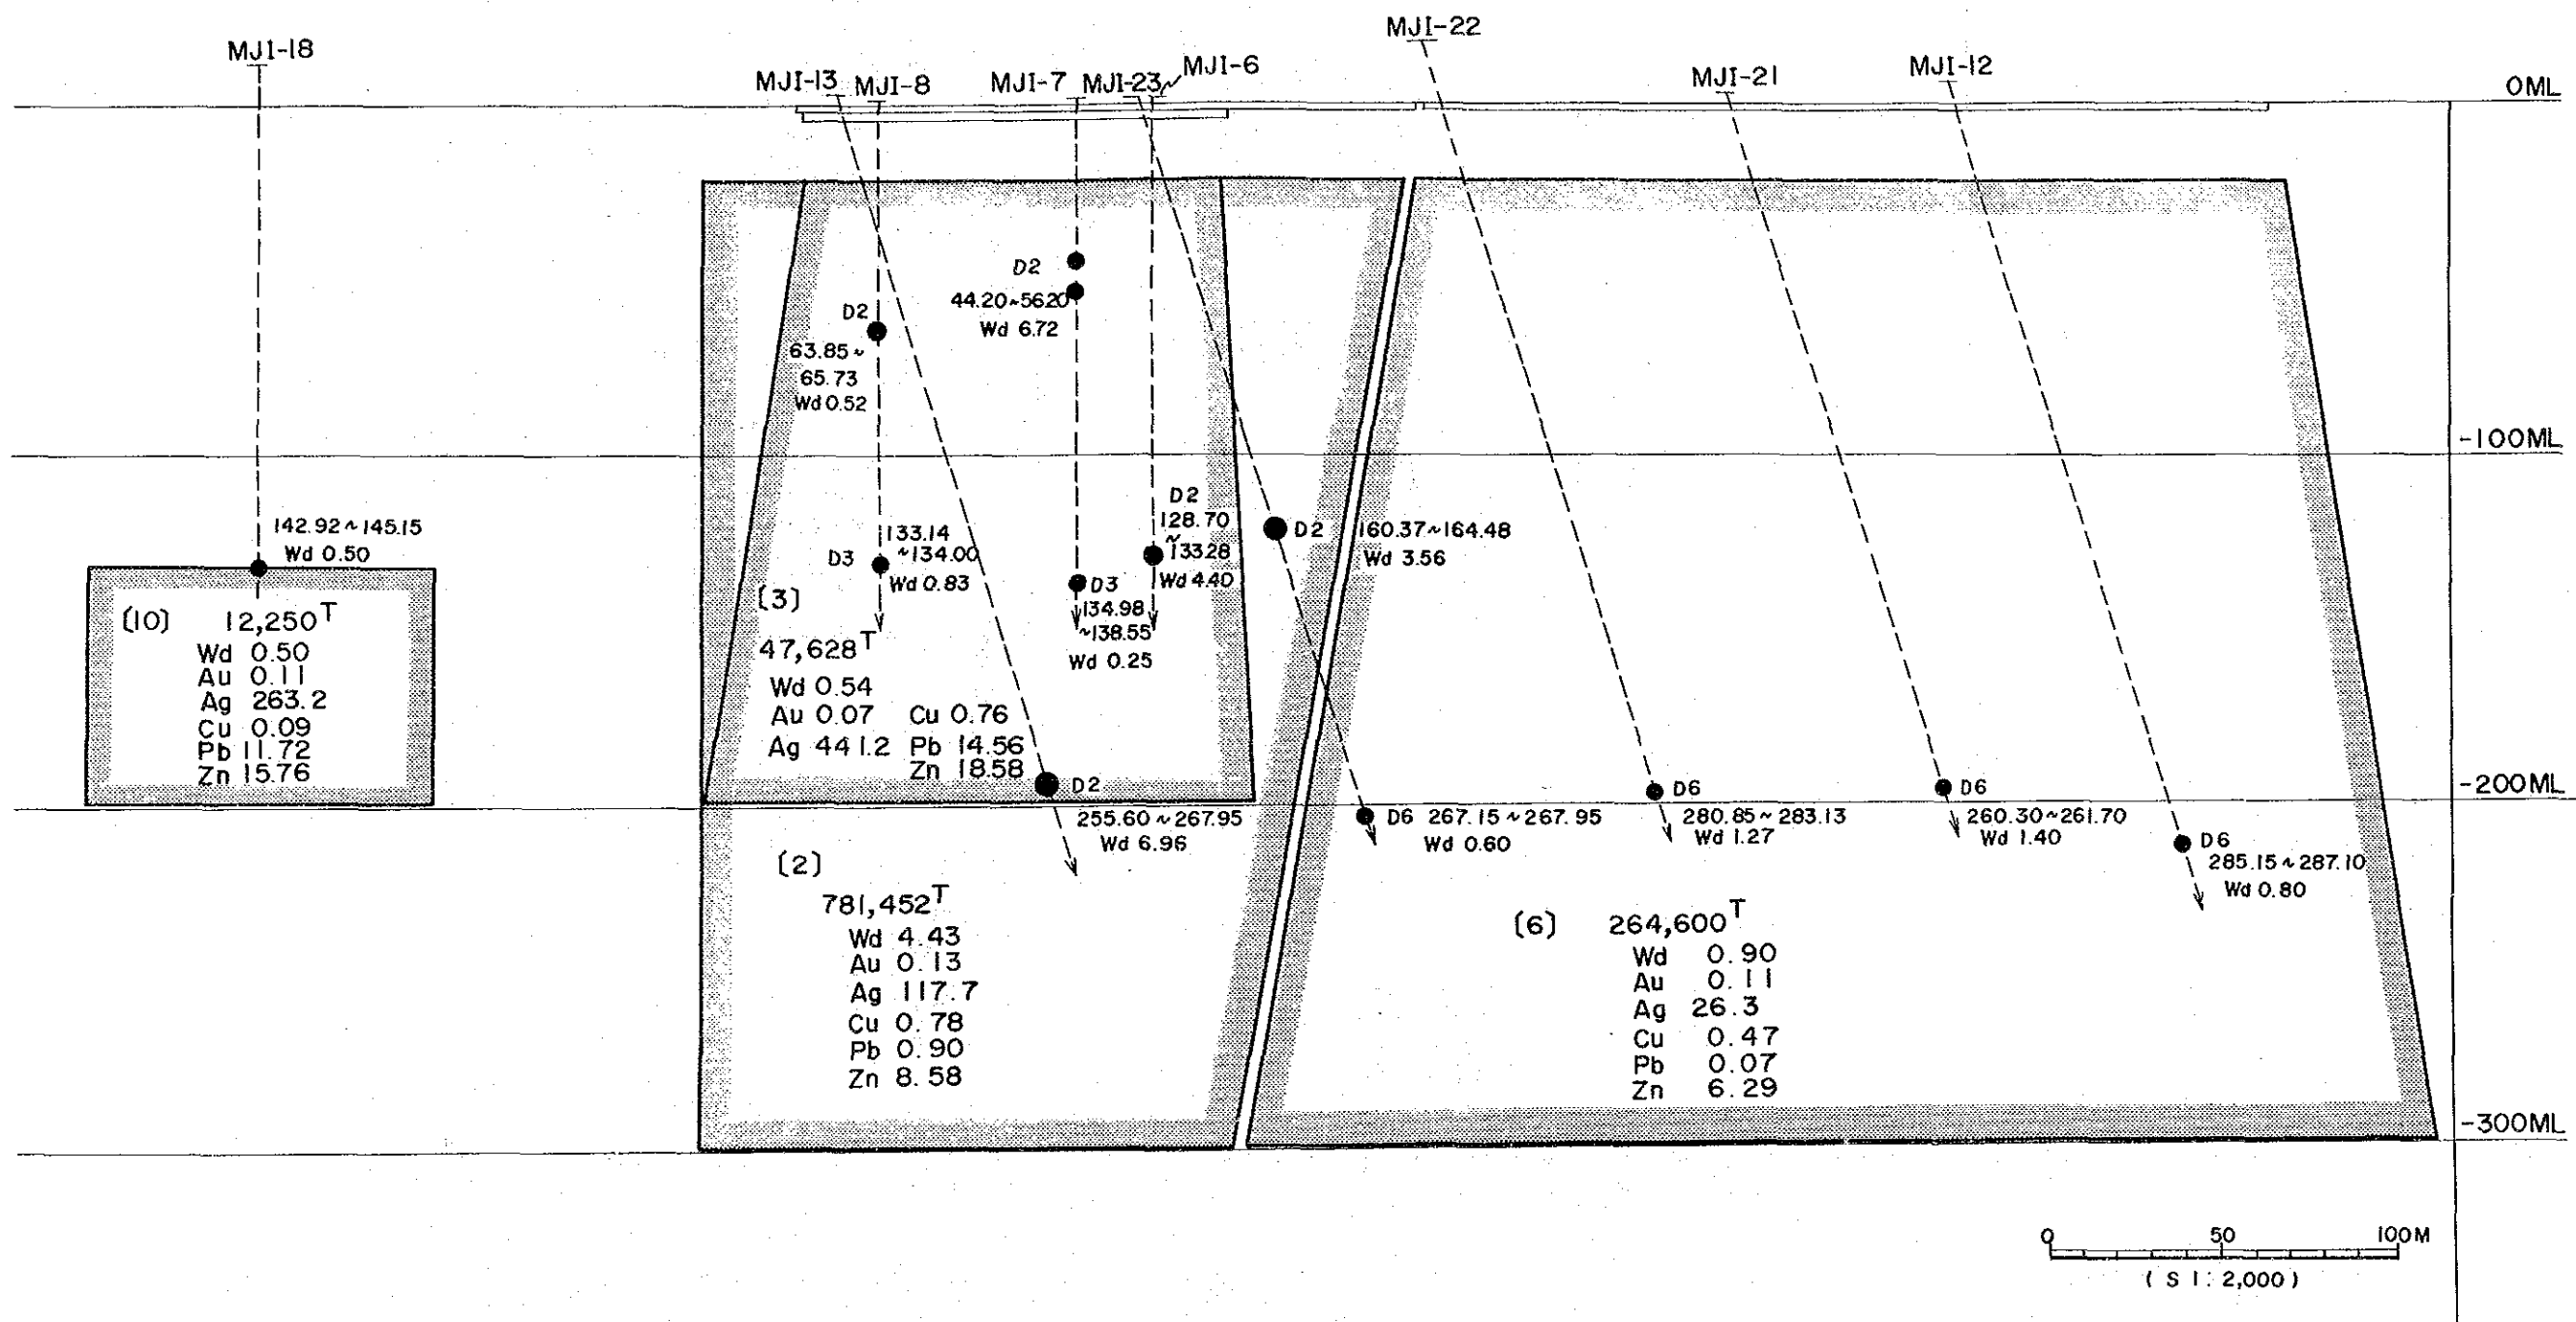 MJI-22
MJ1-18
MJI-13
MJI-8
MJI-7
MJI-23
MJI-6
MJI-21
MJI-12
0ML
D2
44.20~56.20
Wd 6.72
D2
63.85~
65.73
Wd 0.52
-100ML
142.92~145.15
Wd 0.50
D3
133.14
~134.00
Wd 0.83
D2
128.70
~
133.28
Wd 4.40
D2
160.37~164.48
Wd 3.56
D3
134.98
~138.55
Wd 0.25
(10) 12,250T
Wd 0.50
Au 0.11
Ag 263.2
Cu 0.09
Pb 11.72
Zn 15.76
(3)
47,628T
Wd 0.54
Au 0.07 Cu 0.76
Ag 441.2 Pb 14.56
Zn 18.58
D2
255.60~267.95
Wd 6.96
D6 267.15~267.95
Wd 0.60
D6
280.85~283.13
Wd 1.27
D6
260.30~261.70
Wd 1.40
-200ML
D6
285.15~287.10
Wd 0.80
(2)
781,452T
Wd 4.43
Au 0.13
Ag 117.7
Cu 0.78
Pb 0.90
Zn 8.58
(6) 264,600T
Wd 0.90
Au 0.11
Ag 26.3
Cu 0.47
Pb 0.07
Zn 6.29
-300ML
0 50 100M
(S 1:2,000)